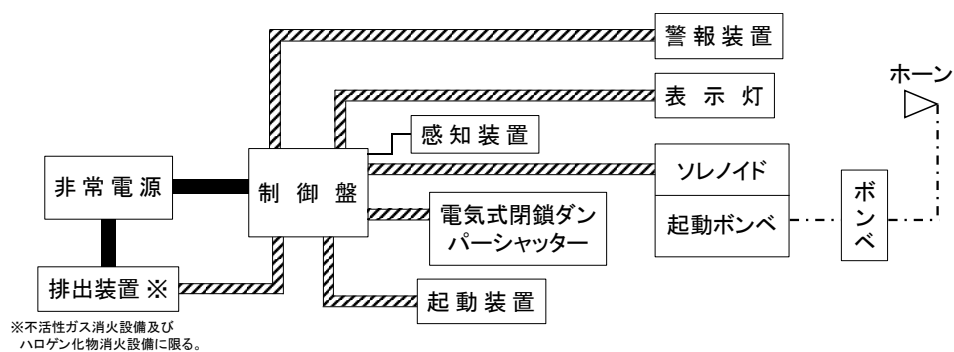 警報装置
ホーン
表示灯
感知装置
非常電源
制御盤
ソレノイド
ボンベ
電気式閉鎖ダン
パーシャッター
起動ボンベ
排出装置※
起動装置
※不活性ガス消火設備及び
ハロゲン化物消火設備に限る。